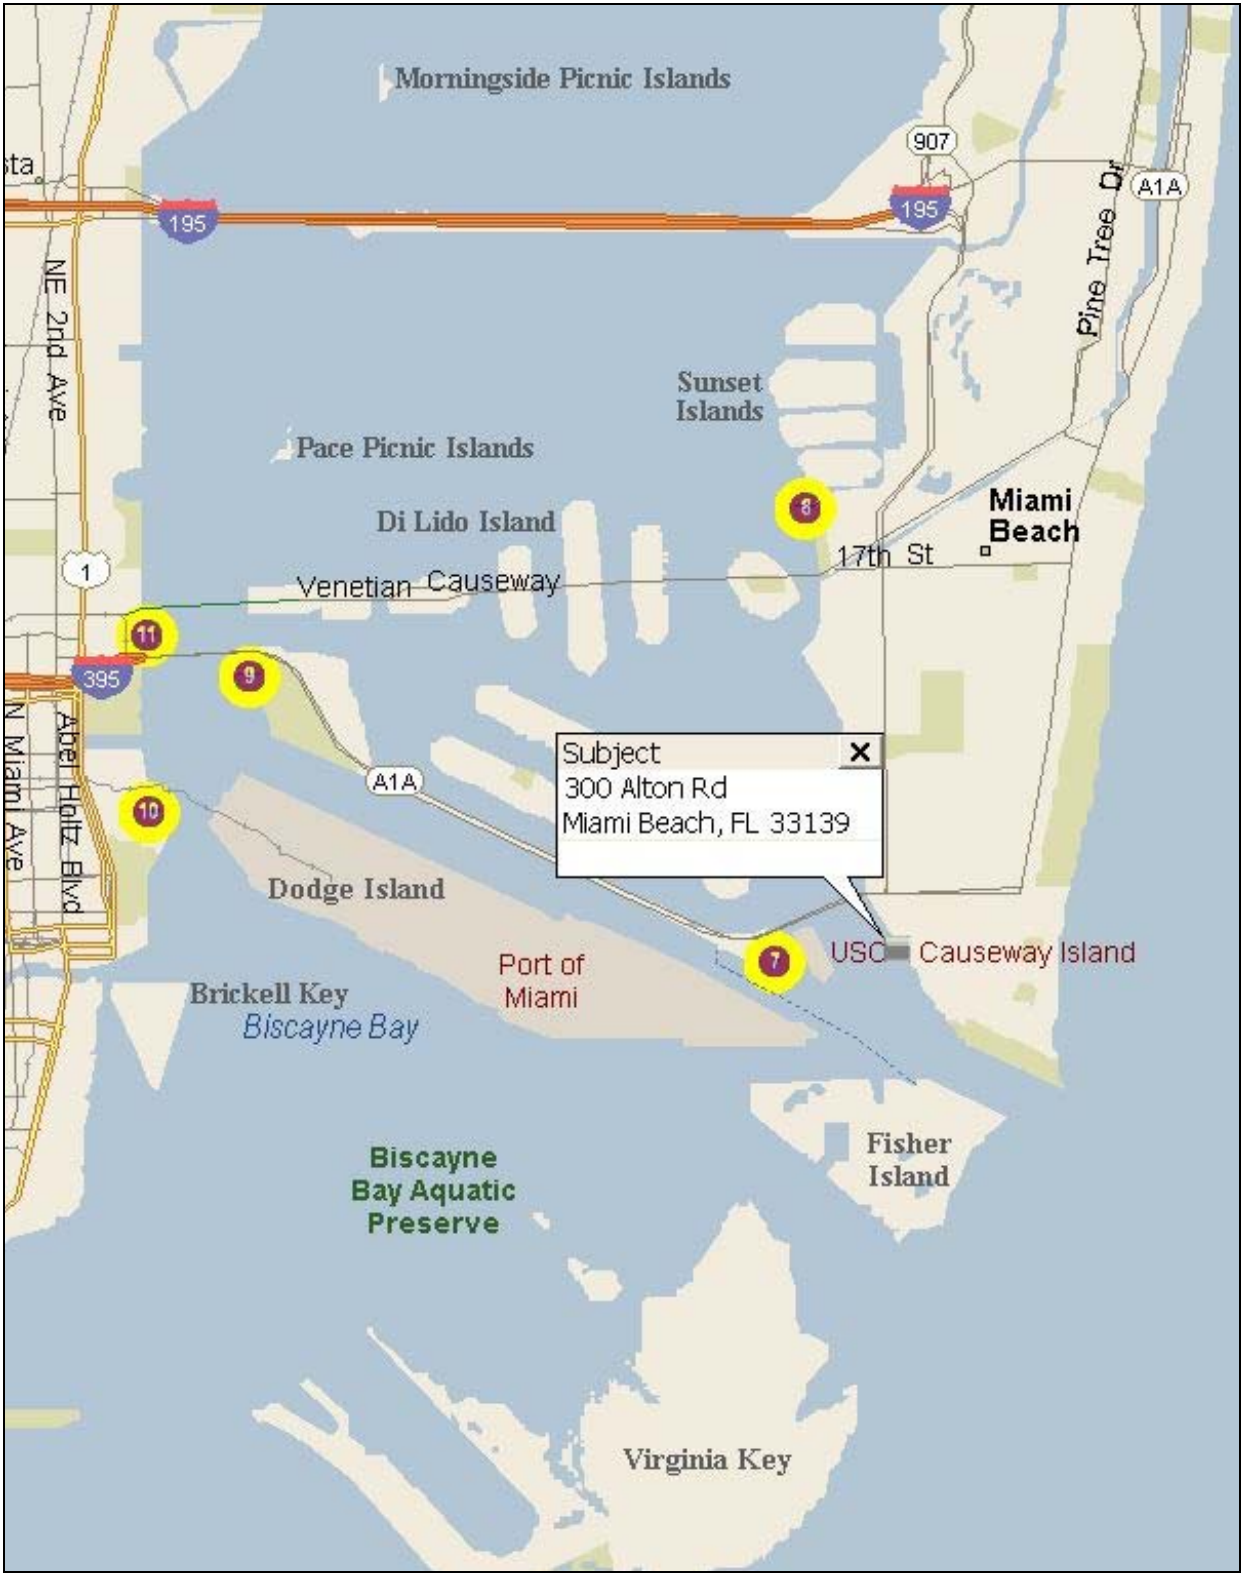 Morningside Picnic Islands
907
sta
A1A
195
195
Pine Tree Dr
NE 2nd Ave
Sunset
Islands
Pace Picnic Islands
8
Miami
Beach
Di Lido Island
17th St
1
Venetian Causeway
11
9
395
N Miami Ave
Abel Holtz Blvd
Subject
300 Alton Rd
Miami Beach, FL 33139
A1A
10
Dodge Island
USC Causeway Island
7
Port of
Miami
Brickell Key
Biscayne Bay
Fisher
Island
Biscayne
Bay Aquatic
Preserve
Virginia Key